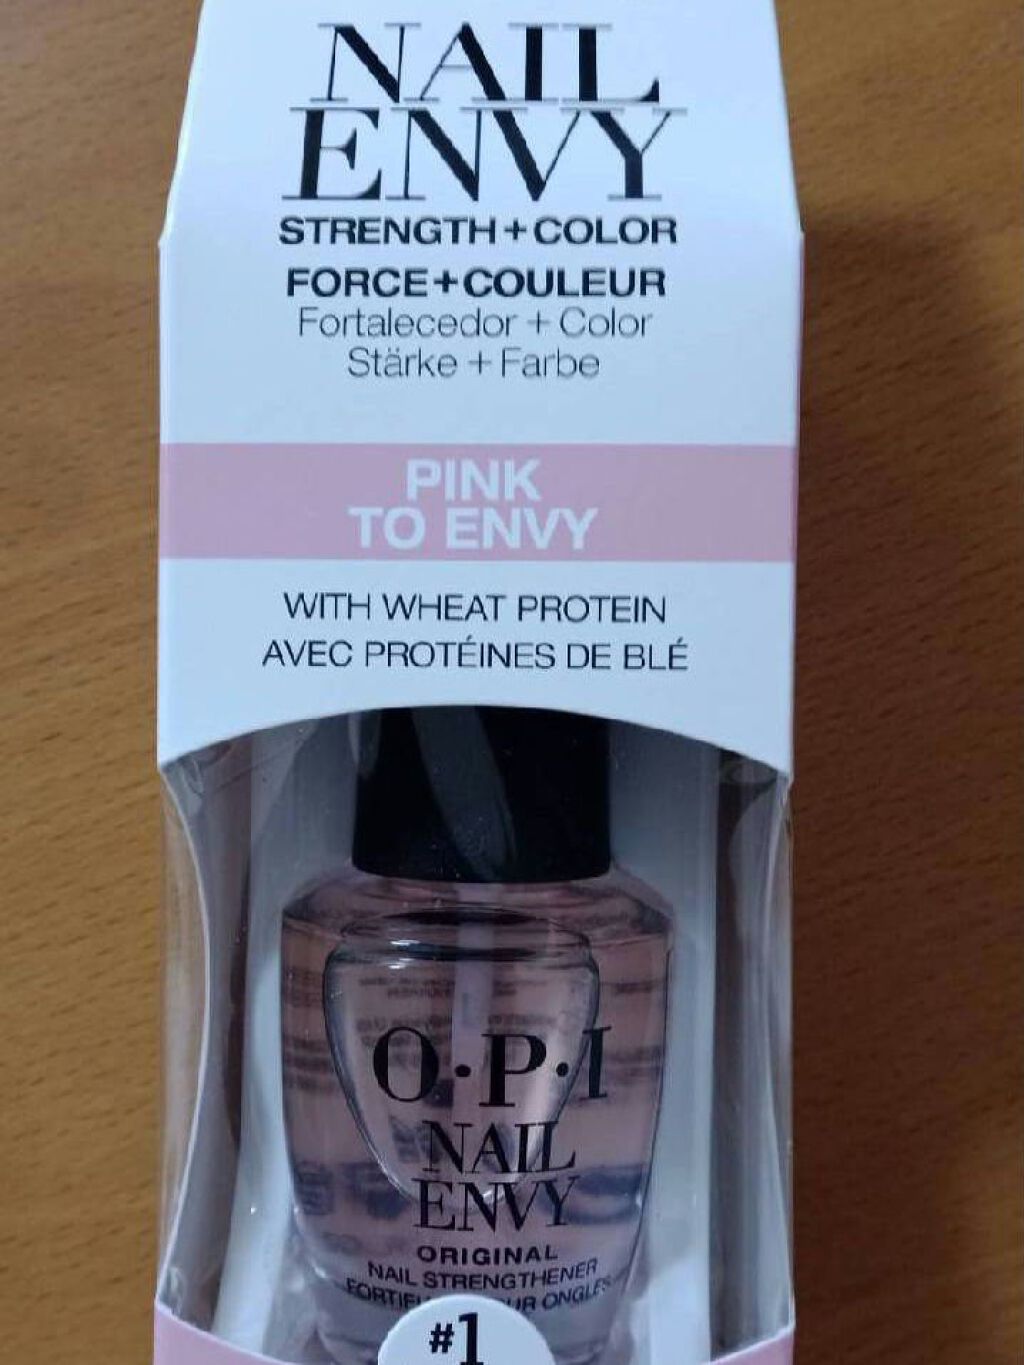 NAIL
ENVY
STRENGTH+COLOR
FORCE+COULEUR
Fortalecedor + Color
Stärke + Farbe
PINK
TO ENVY
WITH WHEAT PROTEIN
AVEC PROTÉINES DE BLÉ
O·P·I
NAIL
ENVY
ORIGINAL
NAIL STRENGTHENER
ONGLES
#1